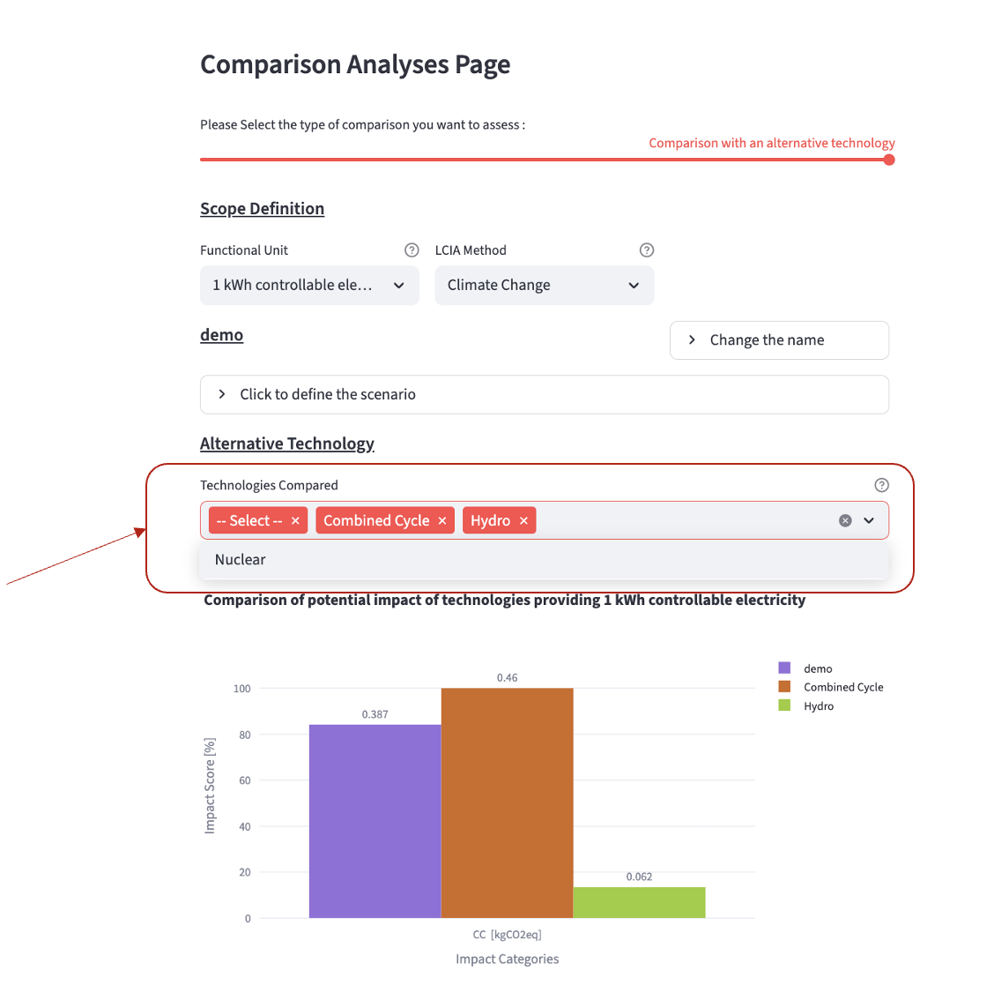 Comparison Analyses Page
Please Select the type of comparison you want to assess :
Comparison with an alternative technology
Scope Definition
Functional Unit
LCIA Method
1 kWh controllable ele…
Climate Change
demo
Change the name
Click to define the scenario
Alternative Technology
Technologies Compared
-- Select -- × Combined Cycle × Hydro ×
Nuclear
Comparison of potential impact of technologies providing 1 kWh controllable electricity
demo
Combined Cycle
Hydro
0.46
0.387
0.062
100
80
60
40
20
0
Impact Score [%]
CC [kgCO2eq]
Impact Categories